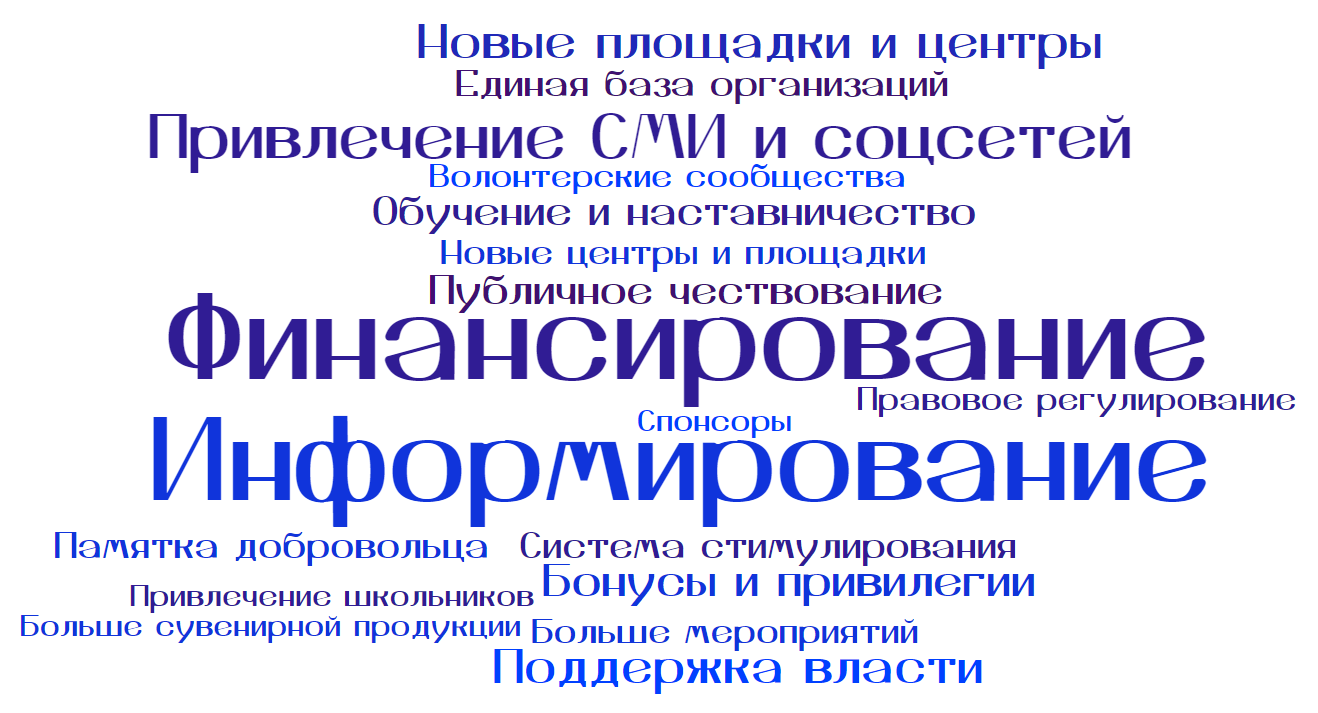 Новые площадки и центры
Единая база организаций
Привлечение СМИ и соцсетей
Волонтерские сообщества
Обучение и наставничество
Новые центры и площадки
Публичное чествование
Финансирование
Правовое регулирование
Спонсоры
Информирование
Памятка добровольца
Система стимулирования
Бонусы и привилегии
Привлечение школьников
Больше сувенирной продукции
Больше мероприятий
Поддержка власти